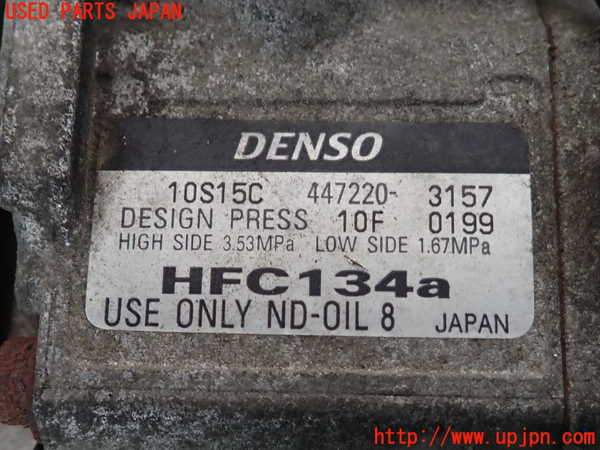 USED PARTS JAPAN
DENSO
10S15C 447220- 3157
DESIGN PRESS 10F 0199
HIGH SIDE 3.53MPa LOW SIDE 1.67MPa
HFC134a
USE ONLY ND-OIL 8 JAPAN
http://www.upjpn.com/